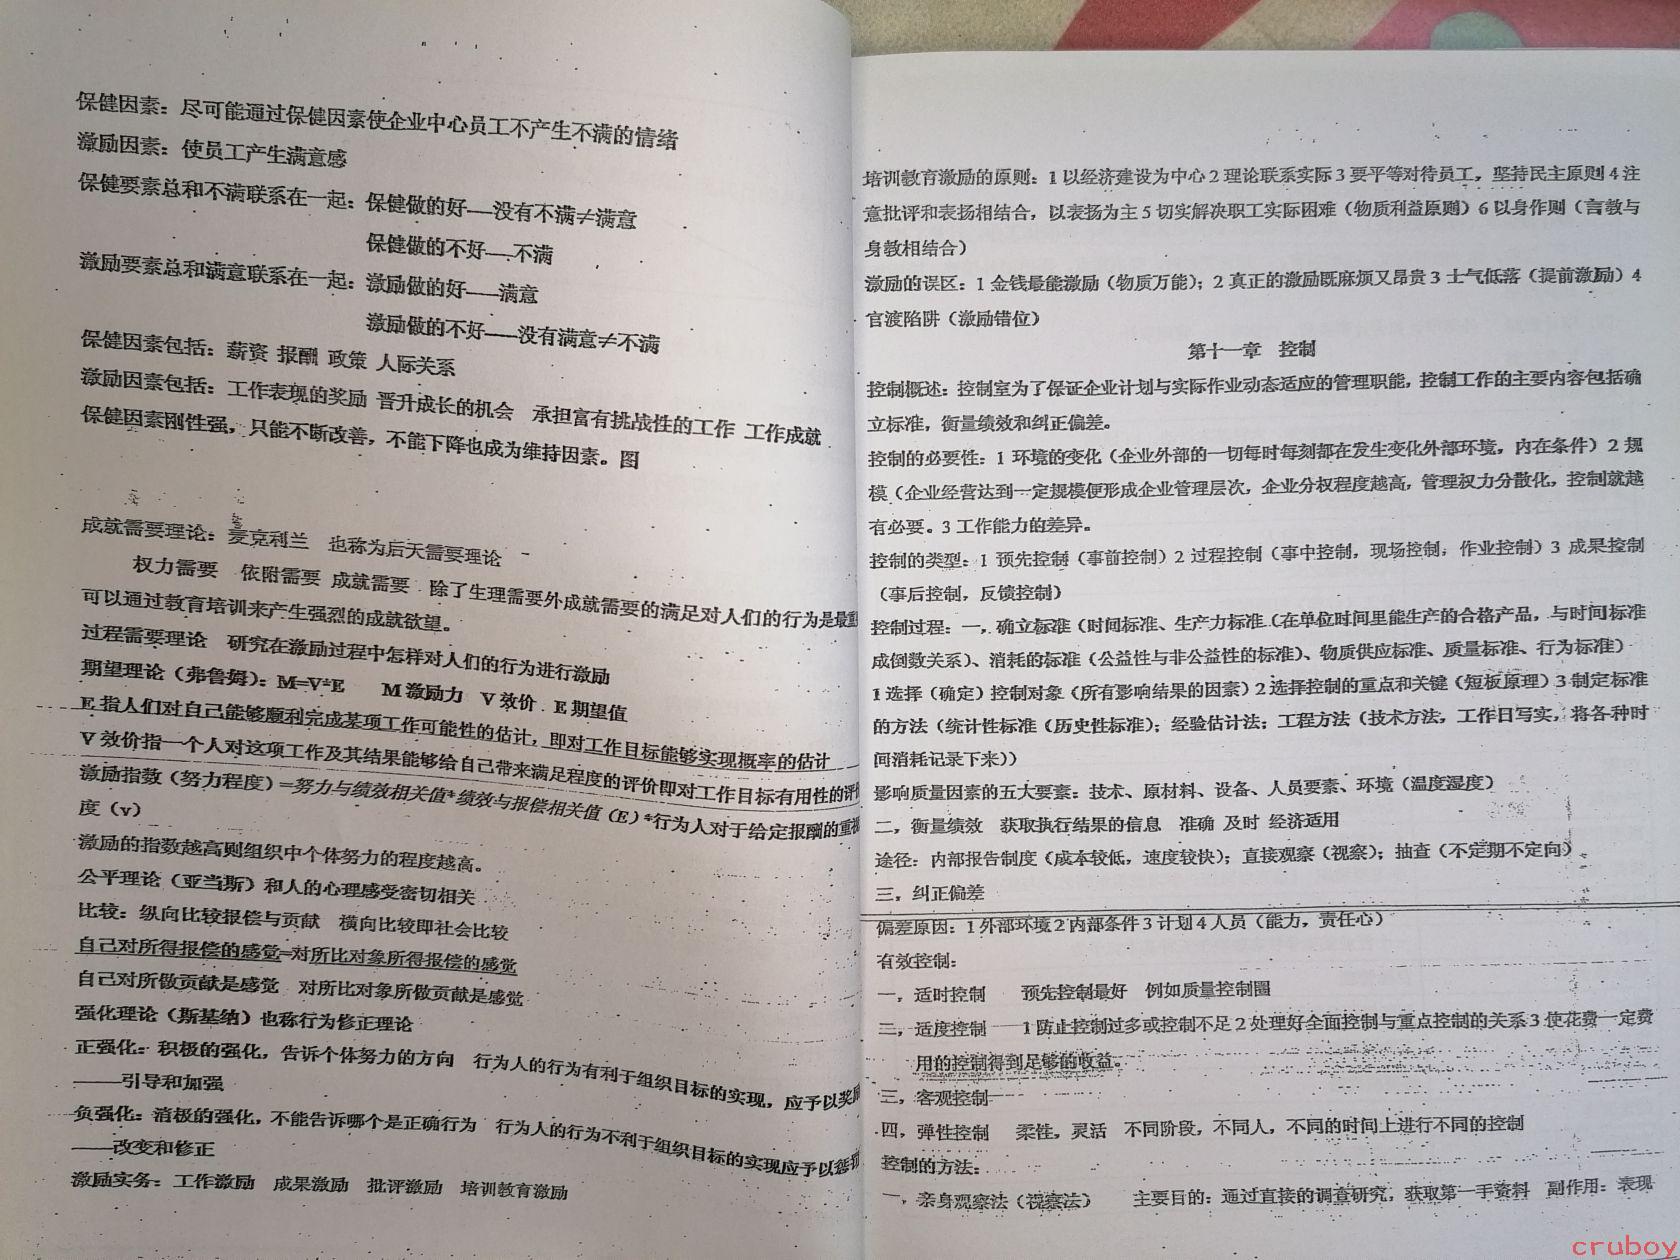 保健因素：尽可能通过保健因素使企业中心员工不产生不满的情绪
激励因素：使员工产生满意感
保健要素总和不满联系在一起：保健做的好——没有不满≠满意
保健做的不好——不满
激励要素总和满意联系在一起：激励做的好——满意
激励做的不好——没有满意≠不满
保健因素包括：薪资 报酬 政策 人际关系
激励因素包括：工作表现的奖励 晋升成长的机会 承担富有挑战性的工作 工作成就
保健因素刚性强，只能不断改善，不能下降也成为维持因素。图
成就需要理论：麦克利兰 也称为后天需要理论
权力需要 依附需要 成就需要 除了生理需要外成就需要的满足对人们的行为是最重
可以通过教育培训来产生强烈的成就欲望。
过程需要理论 研究在激励过程中怎样对人们的行为进行激励
期望理论（弗鲁姆）：M=V*E M 激励力 V 效价 E 期望值
E 指人们对自己能够顺利完成某项工作可能性的估计，即对工作目标能够实现概率的估计
V 效价指一个人对这项工作及其结果能够给自己带来满足程度的评价即对工作目标有用性的评
激励指数（努力程度）=努力与绩效相关值*绩效与报偿相关值（E）*行为人对于给定报酬的重视
度（v）
激励的指数越高则组织中个体努力的程度越高。
公平理论（亚当斯）和人的心理感受密切相关
比较：纵向比较报偿与贡献 横向比较即社会比较
自己对所得报偿的感觉=对所比对象所得报偿的感觉
自己对所做贡献是感觉 对所比对象所做贡献是感觉
强化理论（斯基纳）也称行为修正理论
正强化：积极的强化，告诉个体努力的方向 行为人的行为有利于组织目标的实现，应予以奖
——引导和加强
负强化：消极的强化，不能告诉哪个是正确行为 行为人的行为不利于组织目标的实现应予以惩
——改变和修正
激励实务：工作激励 成果激励 批评激励 培训教育激励
培训教育激励的原则：1 以经济建设为中心 2 理论联系实际 3 要平等对待员工，坚持民主原则 4 注
意批评和表扬相结合，以表扬为主 5 切实解决职工实际困难（物质利益原则）6 以身作则（言教与
身教相结合）
激励的误区：1 金钱最能激励（物质万能）；2 真正的激励既麻烦又昂贵 3 士气低落（提前激励）4
官渡陷阱（激励错位）
第十一章 控制
控制概述：控制室为了保证企业计划与实际作业动态适应的管理职能，控制工作的主要内容包括确
立标准，衡量绩效和纠正偏差。
控制的必要性：1 环境的变化（企业外部的一切每时每刻都在发生变化外部环境，内在条件）2 规
模（企业经营达到一定规模便形成企业管理层次，企业分权程度越高，管理权力分散化，控制就越
有必要。3 工作能力的差异。
控制的类型：1 预先控制（事前控制）2 过程控制（事中控制，现场控制，作业控制）3 成果控制
（事后控制，反馈控制）
控制过程：一，确立标准（时间标准、生产力标准（在单位时间里能生产的合格产品，与时间标准
成倒数关系）、消耗的标准（公益性与非公益性的标准）、物质供应标准、质量标准、行为标准）
1 选择（确定）控制对象（所有影响结果的因素）2 选择控制的重点和关键（短板原理）3 制定标准
的方法（统计性标准（历史性标准）；经验估计法；工程方法（技术方法，工作日写实，将各种时
间消耗记录下来））
影响质量因素的五大要素：技术、原材料、设备、人员要素、环境（温度湿度）
二，衡量绩效 获取执行结果的信息 准确 及时 经济适用
途径：内部报告制度（成本较低，速度较快）；直接观察（视察）；抽查（不定期不定向）
三，纠正偏差
偏差原因：1 外部环境 2 内部条件 3 计划 4 人员（能力，责任心）
有效控制：
一，适时控制 预先控制最好 例如质量控制图
二，适度控制 1 防止控制过多或控制不足 2 处理好全面控制与重点控制的关系 3 使花费一定费
用的控制得到足够的收益。
三，客观控制
四，弹性控制 柔性，灵活 不同阶段，不同人，不同的时间上进行不同的控制
控制的方法：
一，亲身观察法（视察法） 主要目的：通过直接的调查研究，获取第一手资料 副作用：表现
cruboy